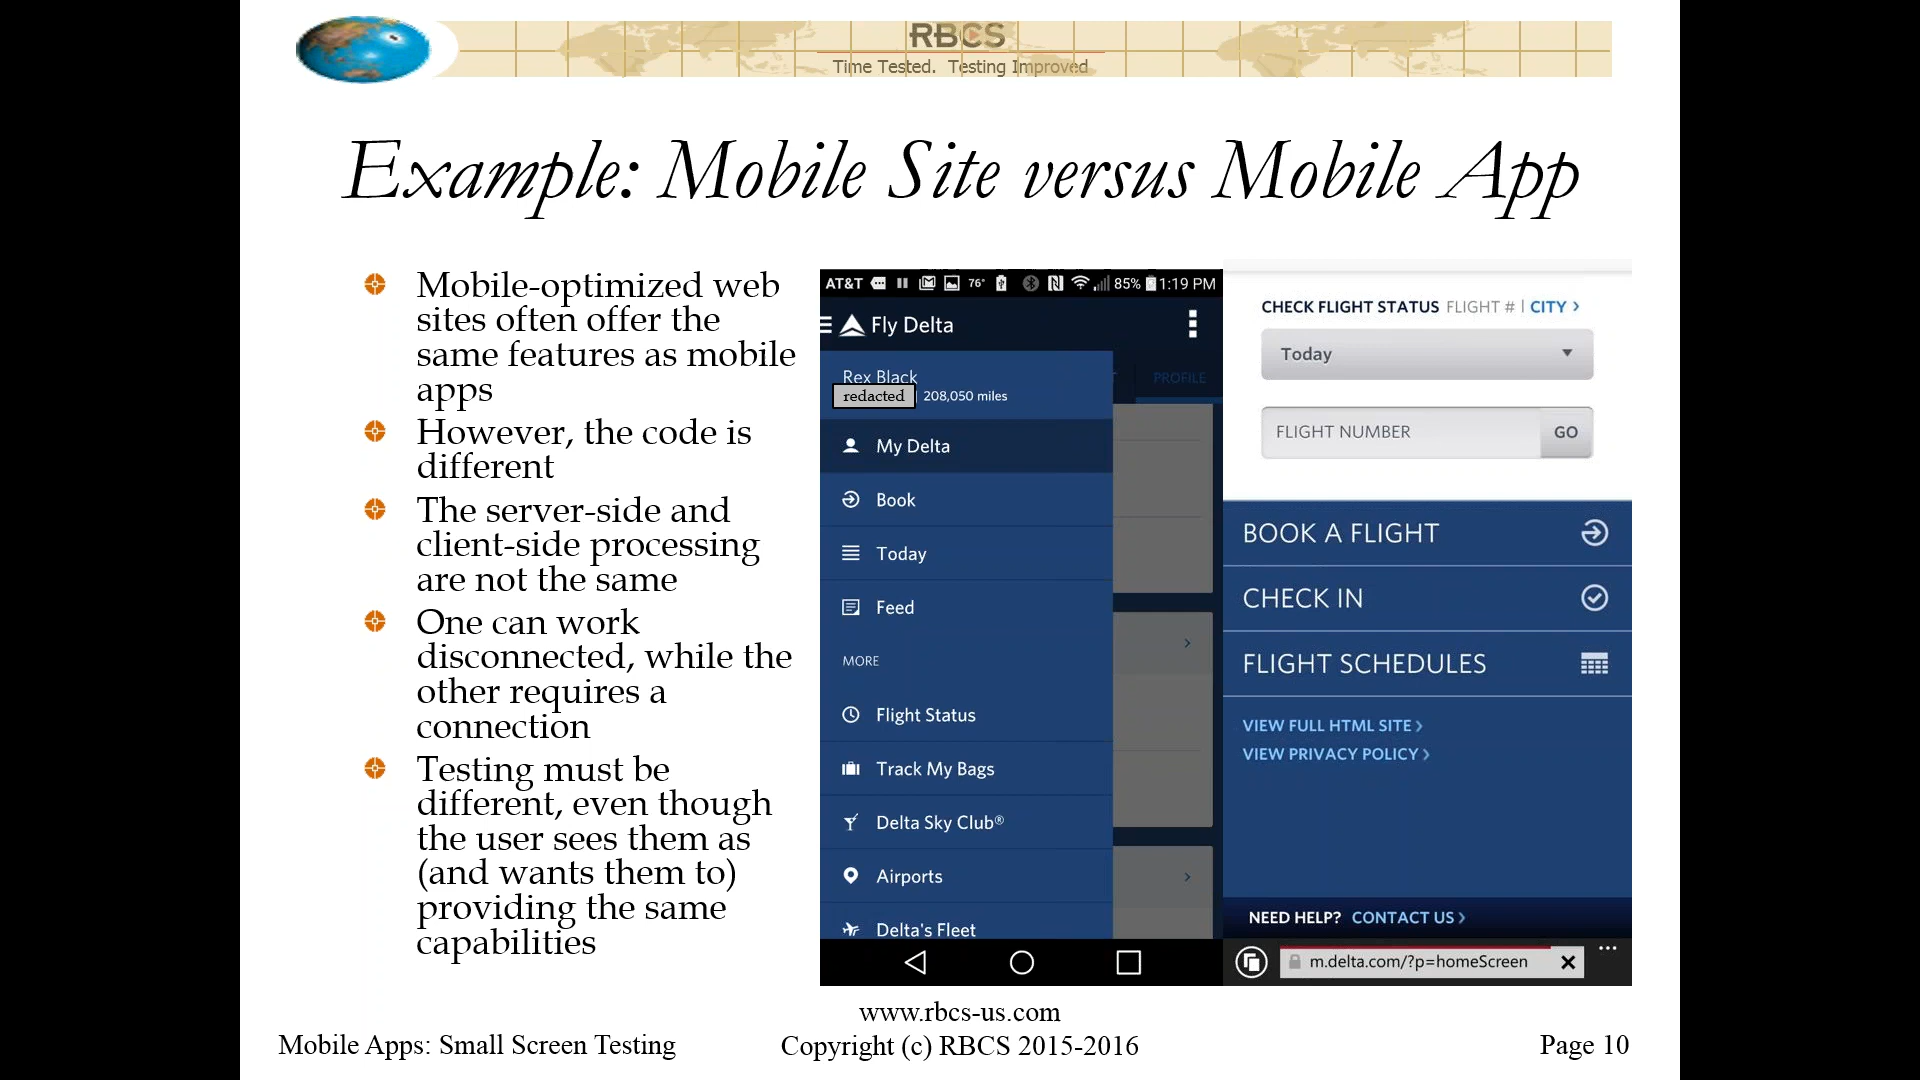 RBCS
Time Tested. Testing Improved
Example: Mobile Site versus Mobile App
Mobile-optimized web
sites often offer the
same features as mobile
apps
However, the code is
different
The server-side and
client-side processing
are not the same
One can work
disconnected, while the
other requires a
connection
Testing must be
different, even though
the user sees them as
(and wants them to)
providing the same
capabilities
AT&T 76° 85% 1:19 PM
Fly Delta
PROFILE
Rex Black
redacted 208,050 miles
My Delta
Book
Today
Feed
MORE
Flight Status
Track My Bags
Delta Sky Club®
Airports
Delta's Fleet
CHECK FLIGHT STATUS FLIGHT # | CITY >
Today
FLIGHT NUMBER GO
BOOK A FLIGHT
CHECK IN
FLIGHT SCHEDULES
VIEW FULL HTML SITE >
VIEW PRIVACY POLICY >
NEED HELP? CONTACT US >
m.delta.com/?p=homeScreen
www.rbcs-us.com
Mobile Apps: Small Screen Testing
Copyright (c) RBCS 2015-2016
Page 10